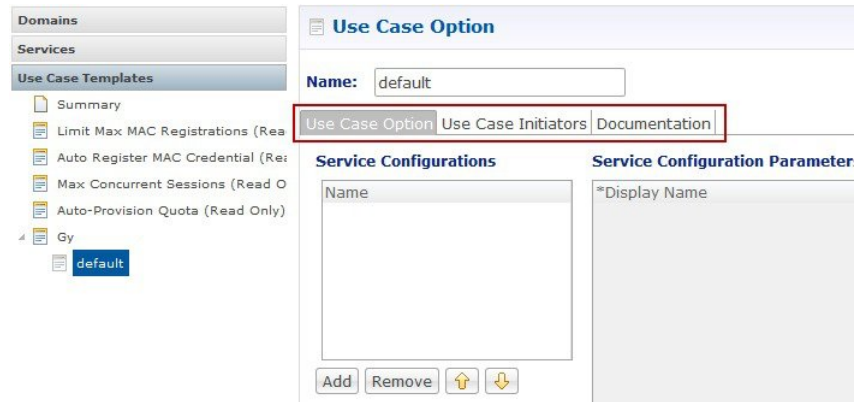 Domains
Services
Use Case Templates
Summary
Limit Max MAC Registrations (Rea
Auto Register MAC Credential (Rea
Max Concurrent Sessions (Read O
Auto-Provision Quota (Read Only)
Gy
default
Use Case Option
Name: default
Use Case Option Use Case Initiators Documentation
Service Configurations Service Configuration Parameter
Name *Display Name
Add Remove